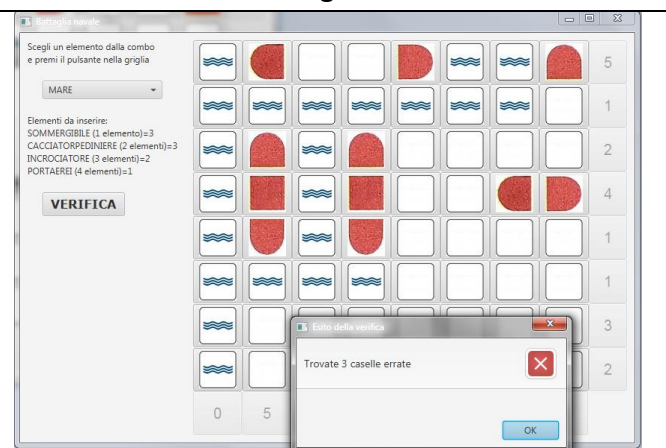 Battaglia navale
Scegli un elemento dalla combo
e premi il pulsante nella griglia
MARE
Elementi da inserire:
SOMMERGIBILE (1 elemento)=3
CACCIATORPEDINIERE (2 elementi)=3
INCROCIATORE (3 elementi)=2
PORTAEREI (4 elementi)=1
VERIFICA
5
1
2
4
1
1
3
2
0 5
Esito della verifica
Trovate 3 caselle errate
OK